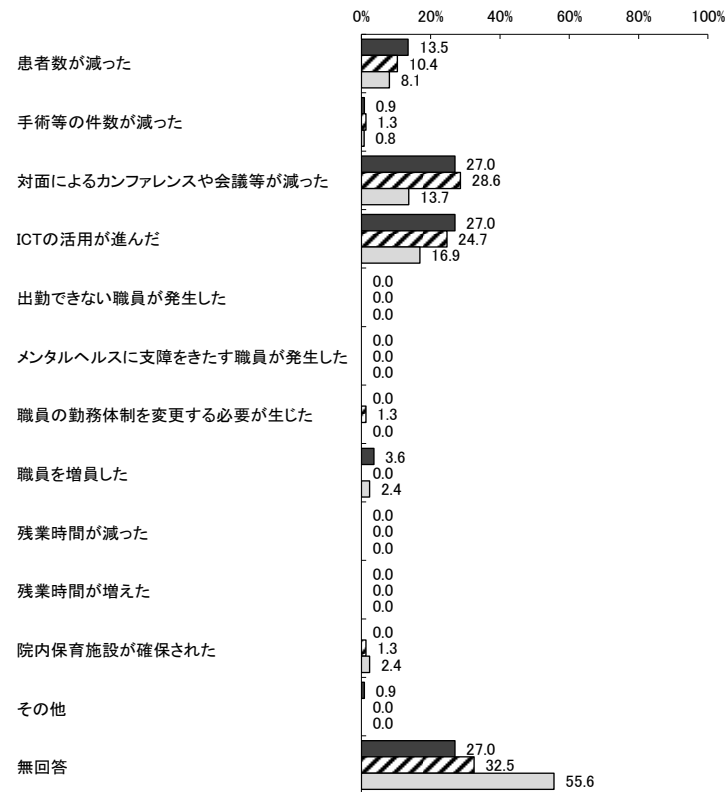 0% 20% 40% 60% 80% 100%
患者数が減った
13.5
10.4
8.1
手術等の件数が減った
0.9
1.3
0.8
対面によるカンファレンスや会議等が減った
27.0
28.6
13.7
ICTの活用が進んだ
27.0
24.7
16.9
出勤できない職員が発生した
0.0
0.0
0.0
メンタルヘルスに支障をきたす職員が発生した
0.0
0.0
0.0
職員の勤務体制を変更する必要が生じた
0.0
1.3
0.0
職員を増員した
3.6
0.0
2.4
残業時間が減った
0.0
0.0
0.0
残業時間が増えた
0.0
0.0
0.0
院内保育施設が確保された
0.0
1.3
2.4
その他
0.9
0.0
0.0
無回答
27.0
32.5
55.6